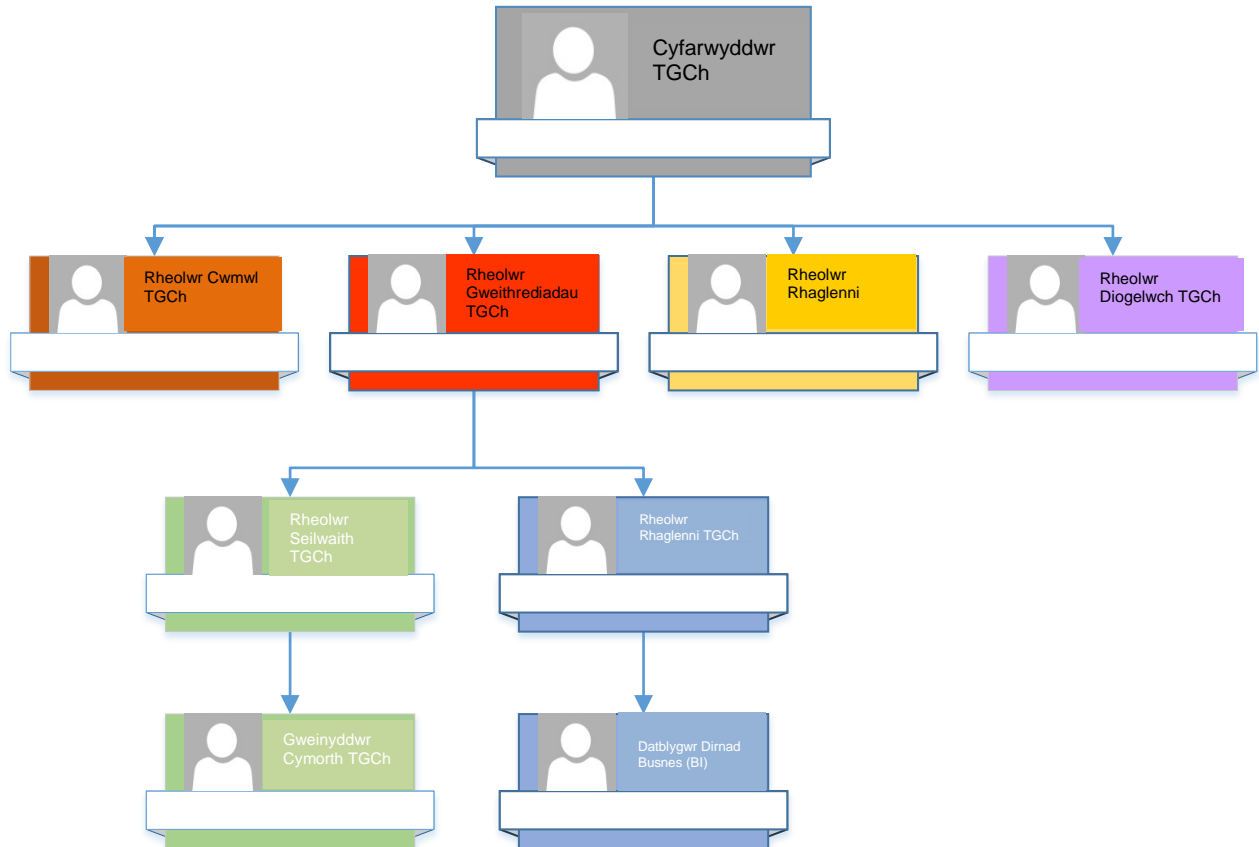 Cyfarwyddwr
TGCh
Rheolwr Cwmwl
TGCh
Rheolwr
Gweithrediadau
TGCh
Rheolwr
Rhaglenni
Rheolwr
Diogelwch TGCh
Rheolwr
Seilwaith
TGCh
Rheolwr
Rhaglenni TGCh
Gweinyddwr
Cymorth TGCh
Datblygwr Dirnad
Busnes (BI)